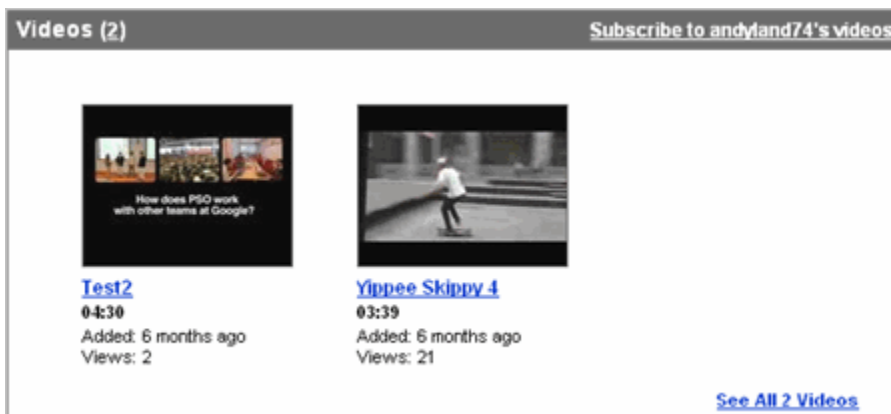 Videos (2)
Subscribe to andyland74's videos
How does PSO work
with other teams at Google?
Test2
04:30
Added: 6 months ago
Views: 2
Yippee Skippy 4
03:39
Added: 6 months ago
Views: 21
See All 2 Videos